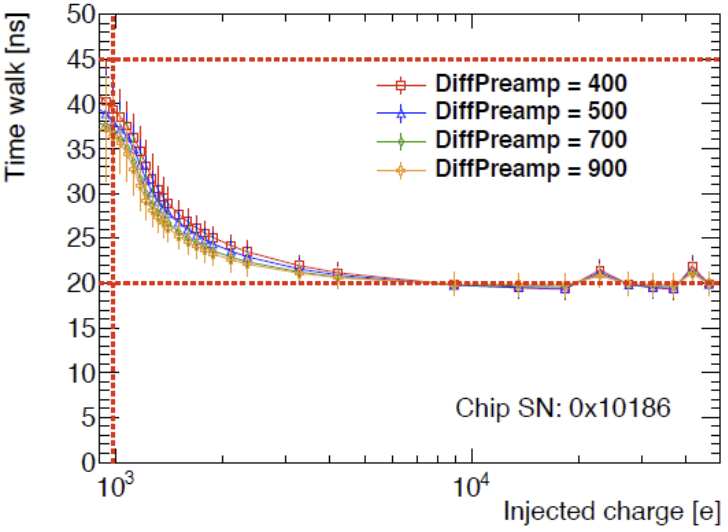 Time walk [ns]
50
45
40
35
30
25
20
15
10
5
0
DiffPreamp = 400
DiffPreamp = 500
DiffPreamp = 700
DiffPreamp = 900
Chip SN: 0x10186
10³
10⁴
Injected charge [e]